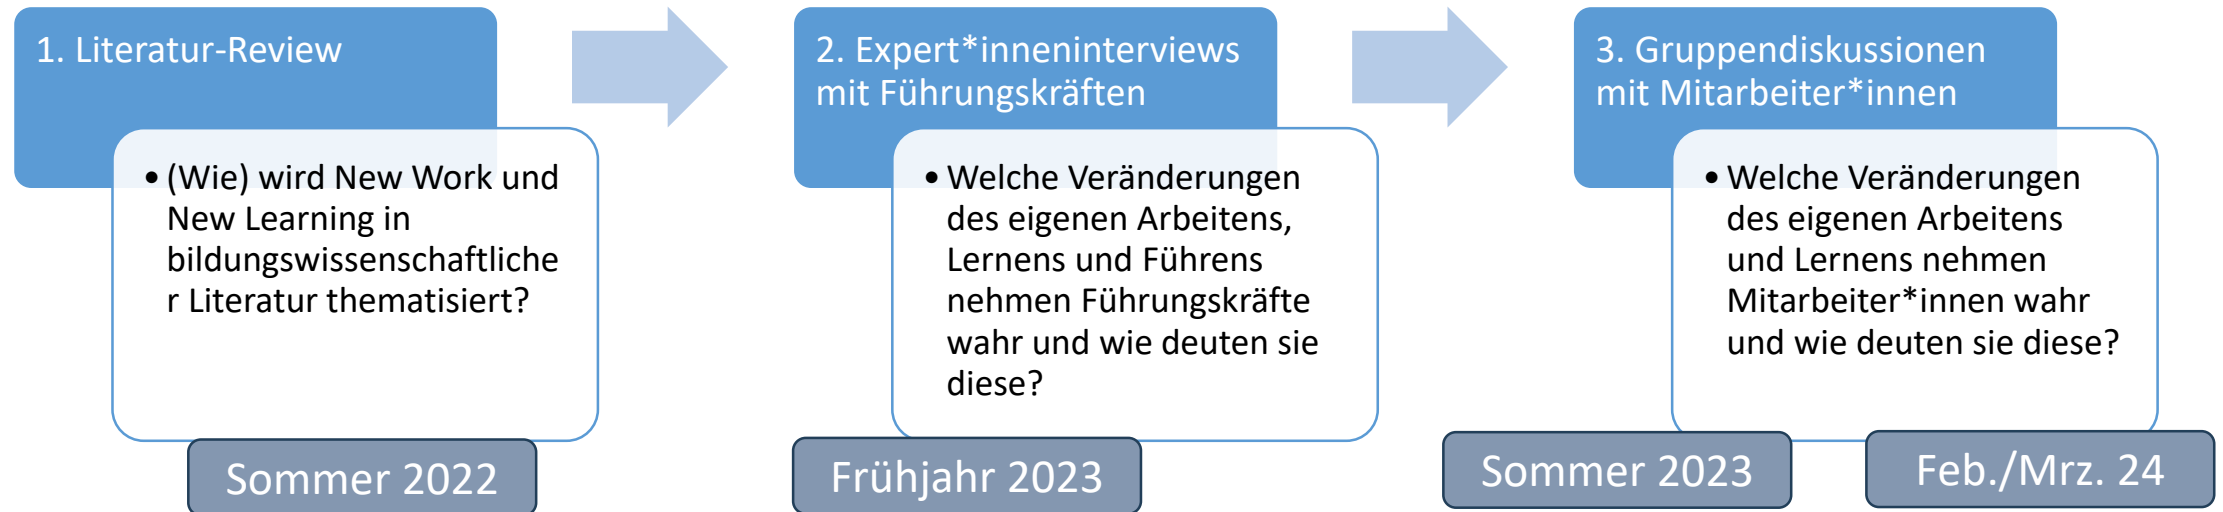 1. Literatur-Review
• (Wie) wird New Work und
New Learning in
bildungswissenschaftliche
r Literatur thematisiert?
Sommer 2022
2. Expert*inneninterviews
mit Führungskräften
• Welche Veränderungen
des eigenen Arbeitens,
Lernens und Führens
nehmen Führungskräfte
wahr und wie deuten sie
diese?
Frühjahr 2023
3. Gruppendiskussionen
mit Mitarbeiter*innen
• Welche Veränderungen
des eigenen Arbeitens
und Lernens nehmen
Mitarbeiter*innen wahr
und wie deuten sie diese?
Sommer 2023
Feb./Mrz. 24